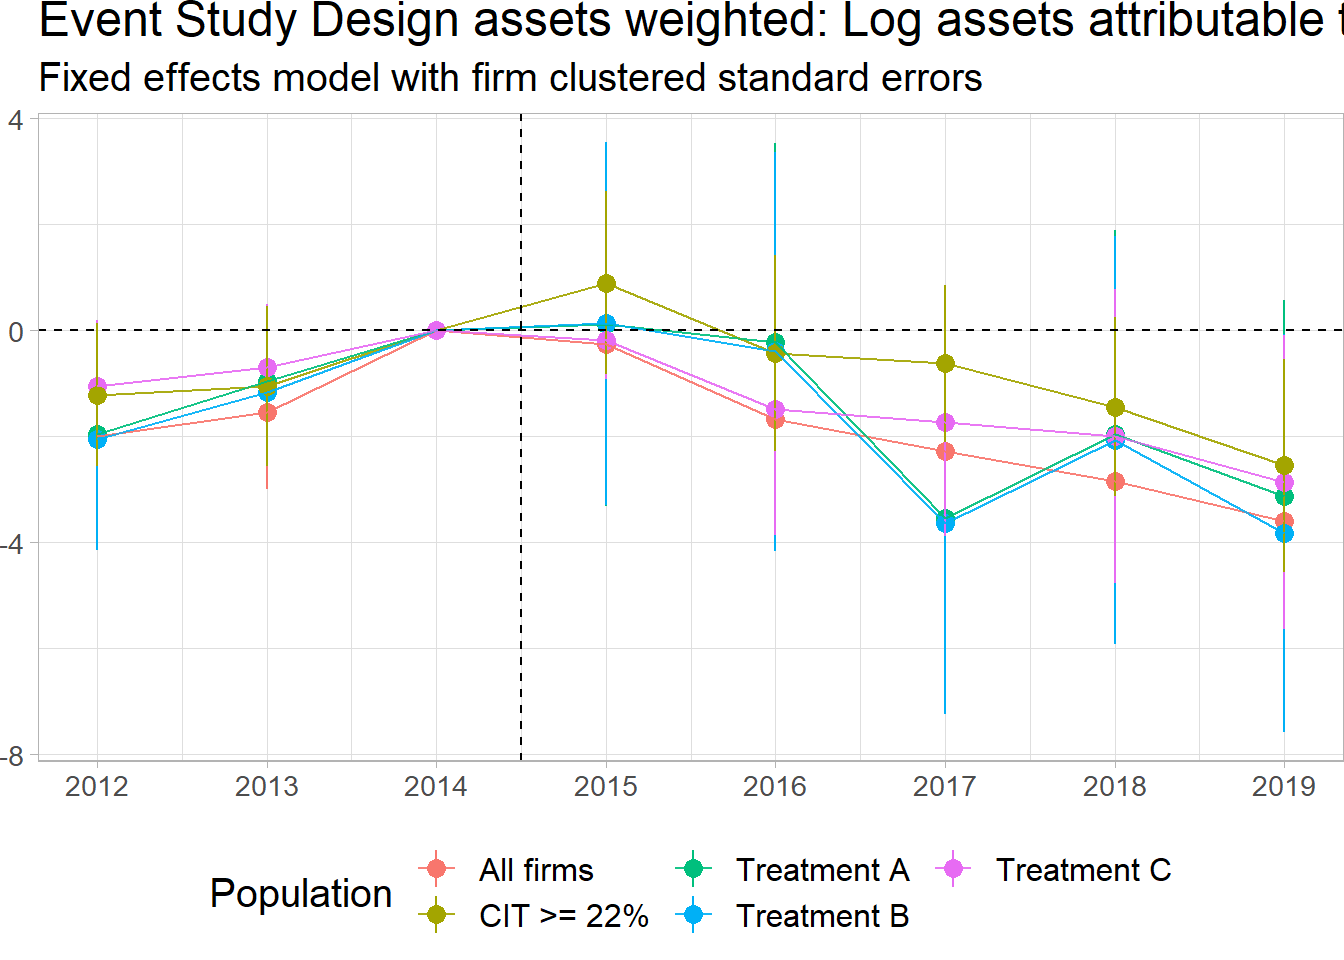 Event Study Design assets weighted: Log assets attributable
Fixed effects model with firm clustered standard errors
4
0
-4
-8
2012 2013 2014 2015 2016 2017 2018 2019
Population
All firms
Treatment A
Treatment C
CIT >= 22%
Treatment B